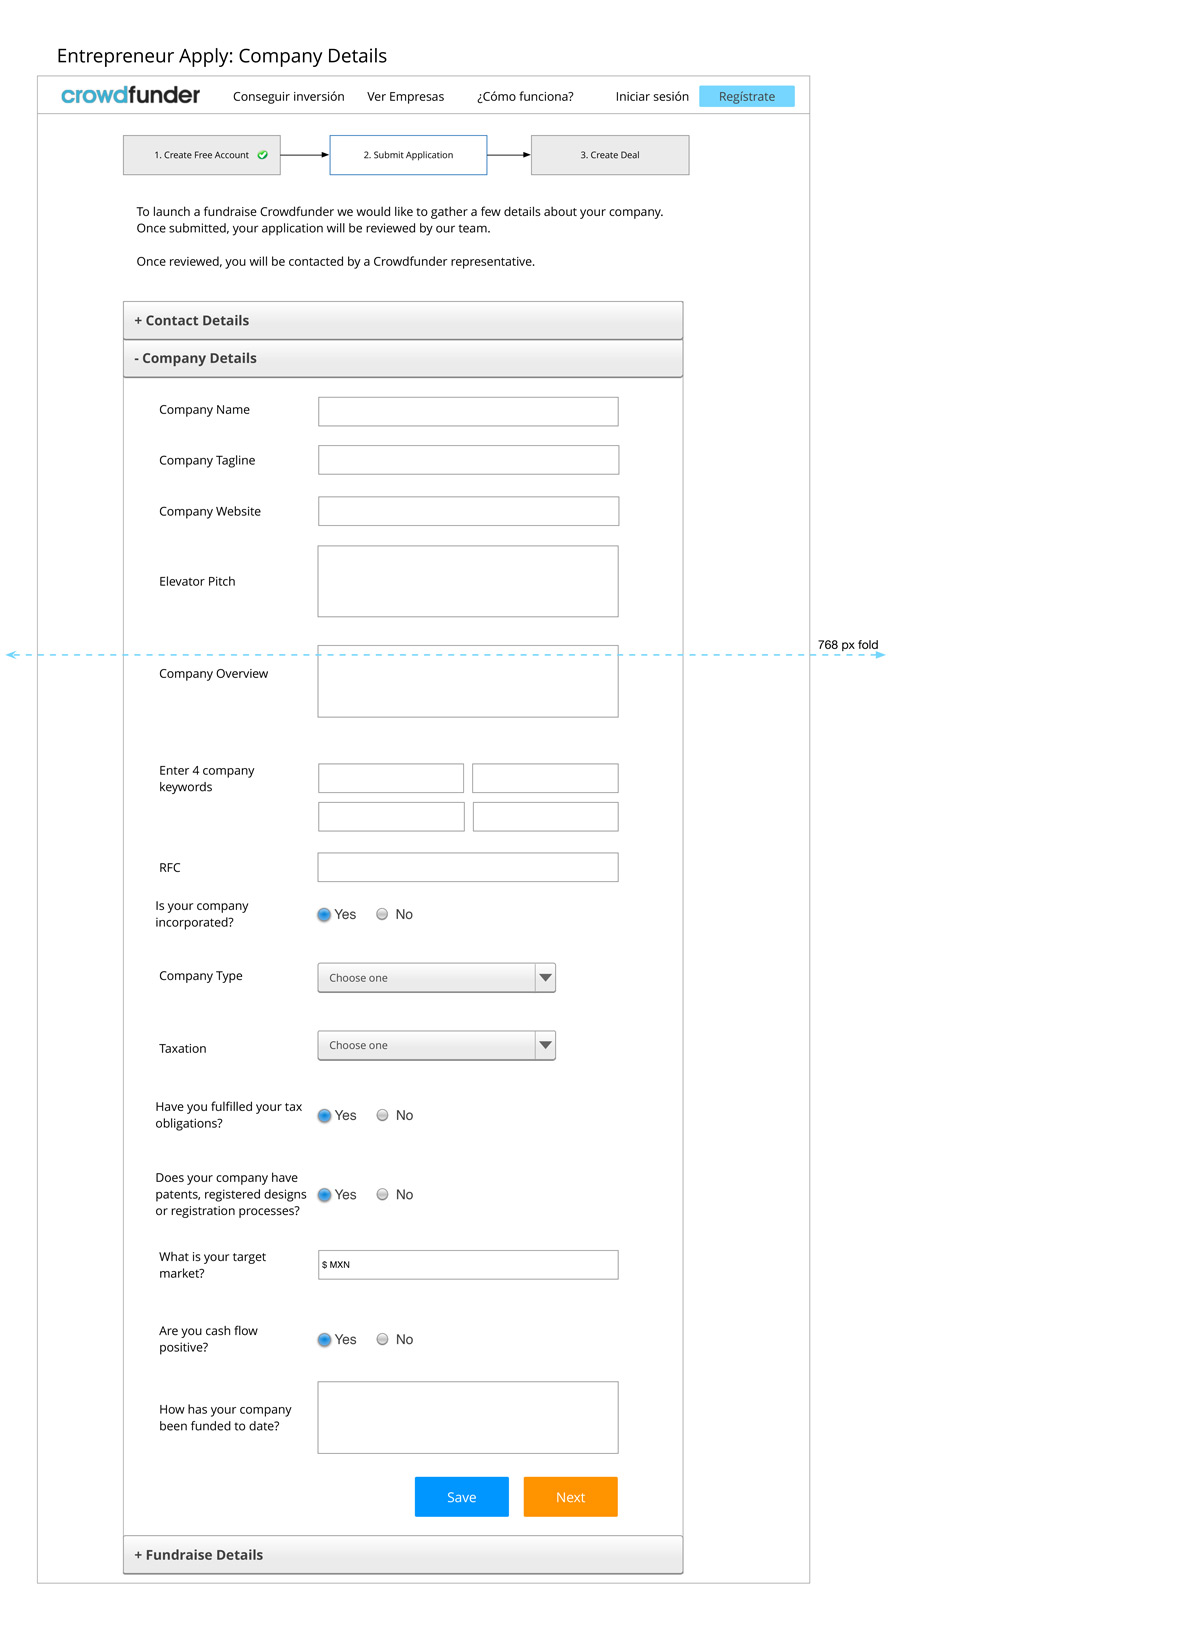 Entrepreneur Apply: Company Details
crowdfunder
Conseguir inversión
Ver Empresas
¿Cómo funciona?
Iniciar sesión
Regístrate
1. Create Free Account
2. Submit Application
3. Create Deal
To launch a fundraise Crowdfunder we would like to gather a few details about your company.
Once submitted, your application will be reviewed by our team.
Once reviewed, you will be contacted by a Crowdfunder representative.
+ Contact Details
- Company Details
Company Name
Company Tagline
Company Website
Elevator Pitch
768 px fold
Company Overview
Enter 4 company
keywords
RFC
Is your company
incorporated?
Yes
No
Company Type
Choose one
Taxation
Choose one
Have you fulfilled your tax
obligations?
Yes
No
Does your company have
patents, registered designs
or registration processes?
Yes
No
What is your target
market?
$ MXN
Are you cash flow
positive?
Yes
No
How has your company
been funded to date?
Save
Next
+ Fundraise Details